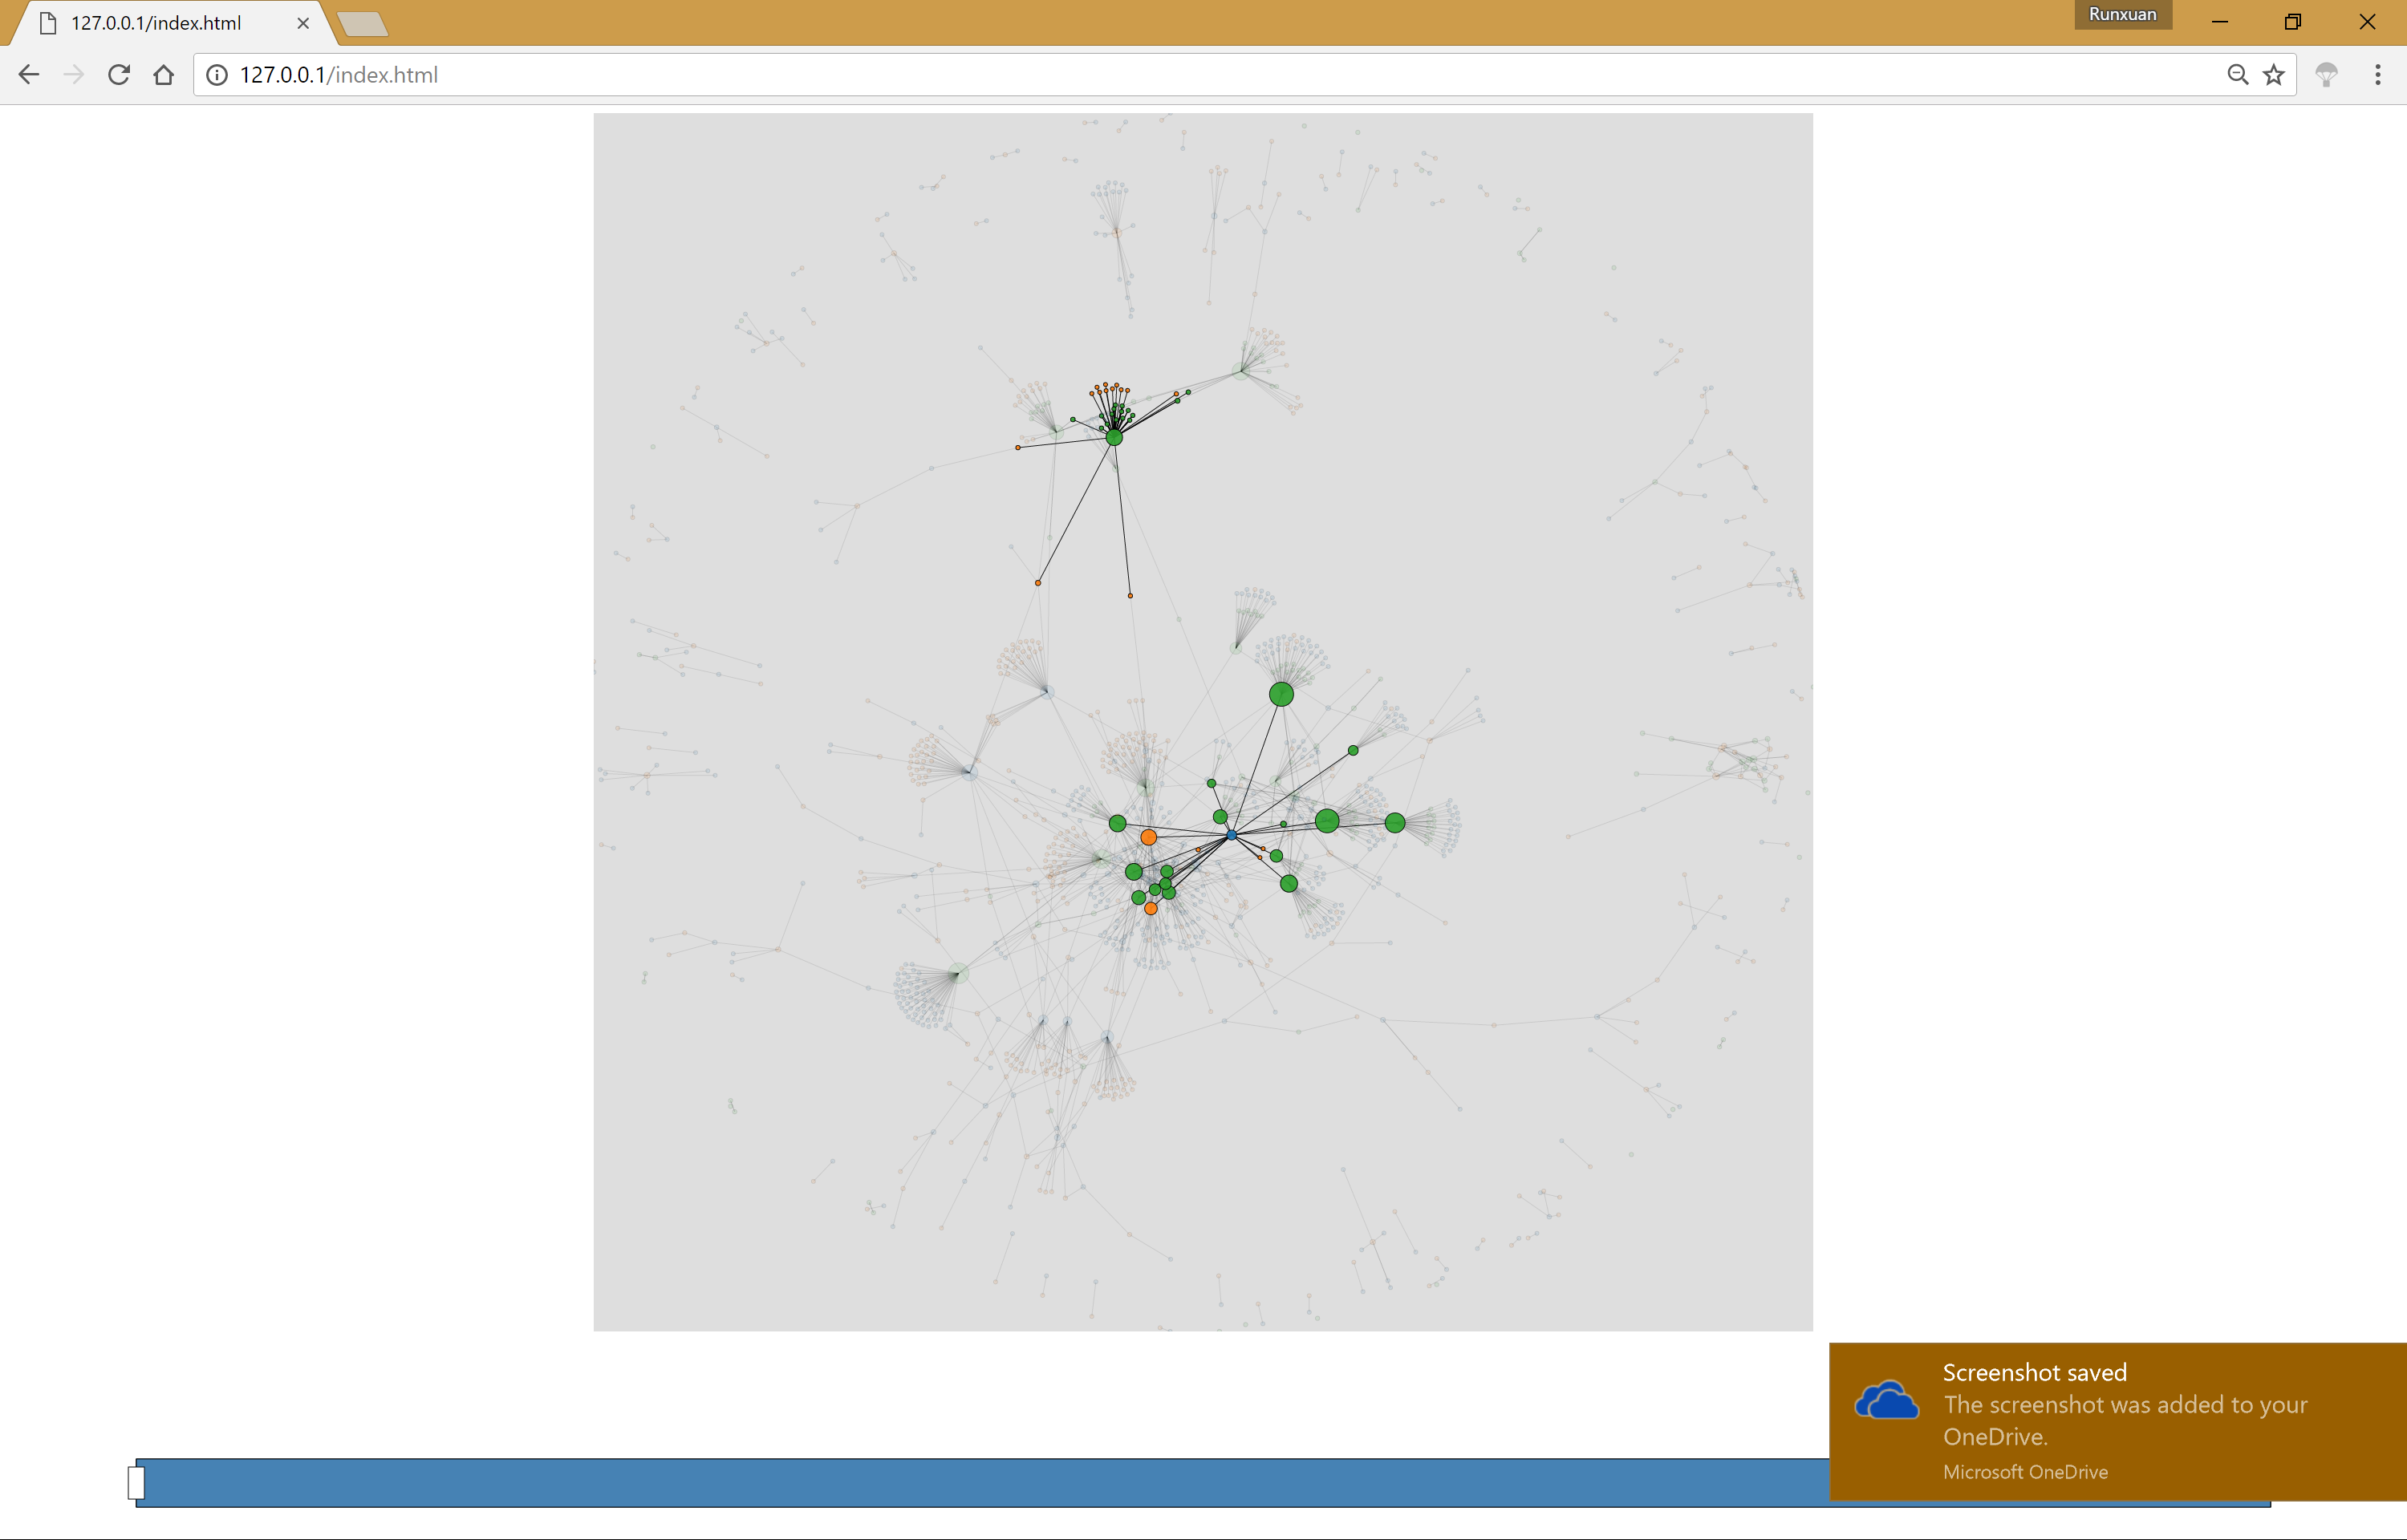 127.0.0.1/index.html
Runxuan
127.0.0.1/index.html
Screenshot saved
The screenshot was added to your
OneDrive.
Microsoft OneDrive